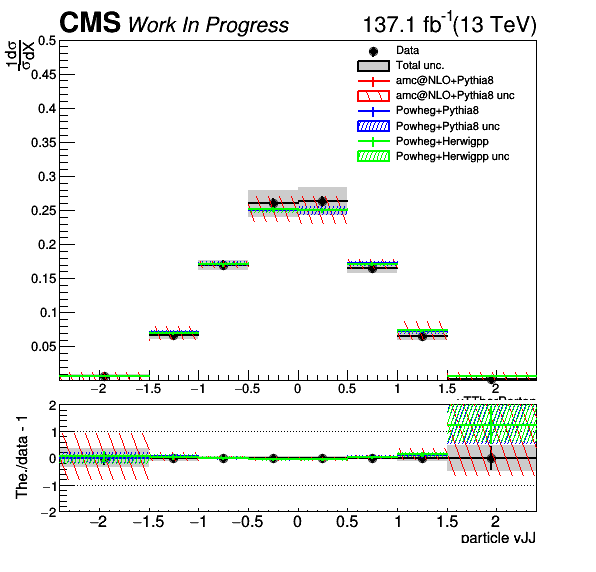 CMS Work In Progress 137.1 fb-1(13 TeV)
1 dσ
σ dX
0.5
0.45
0.4
0.35
0.3
0.25
0.2
0.15
0.1
0.05
Data
Total unc.
amc@NLO+Pythia8
amc@NLO+Pythia8 unc
Powheg+Pythia8
Powheg+Pythia8 unc
Powheg+Herwigpp
Powheg+Herwigpp unc
−2 −1.5 −1 −0.5 0 0.5 1 1.5 2
The./data - 1
2
1
0
−1
−2
−2 −1.5 −1 −0.5 0 0.5 1 1.5 2
particle yJJ